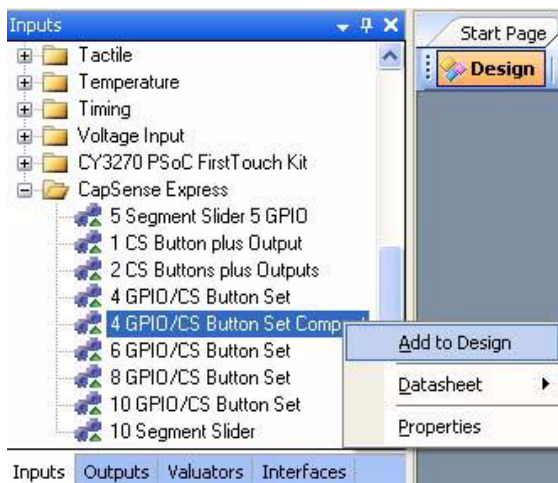 Inputs
Start Page
Design
Tactile
Temperature
Timing
Voltage Input
CY3270 PSoC FirstTouch Kit
CapSense Express
5 Segment Slider 5 GPIO
1 CS Button plus Output
2 CS Buttons plus Outputs
4 GPIO/CS Button Set
4 GPIO/CS Button Set
6 GPIO/CS Button Set
8 GPIO/CS Button Set
10 GPIO/CS Button Set
10 Segment Slider
Add to Design
Datasheet
Properties
Inputs Outputs Valuators Interfaces